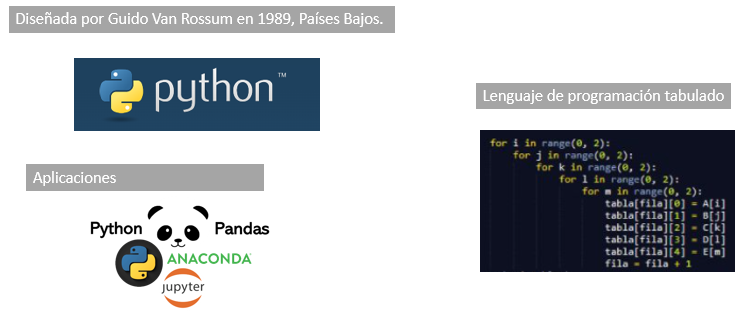 Diseñada por Guido Van Rossum en 1989, Países Bajos.
python™
Aplicaciones
Python Pandas
ANACONDA
jupyter
Lenguaje de programación tabulado
for i in range(0, 2):
for j in range(0, 2):
for k in range(0, 2):
for l in range(0, 2):
for m in range(0, 2):
tabla[fila][0] = A[i]
tabla[fila][1] = B[j]
tabla[fila][2] = C[k]
tabla[fila][3] = D[l]
tabla[fila][4] = E[m]
fila = fila + 1